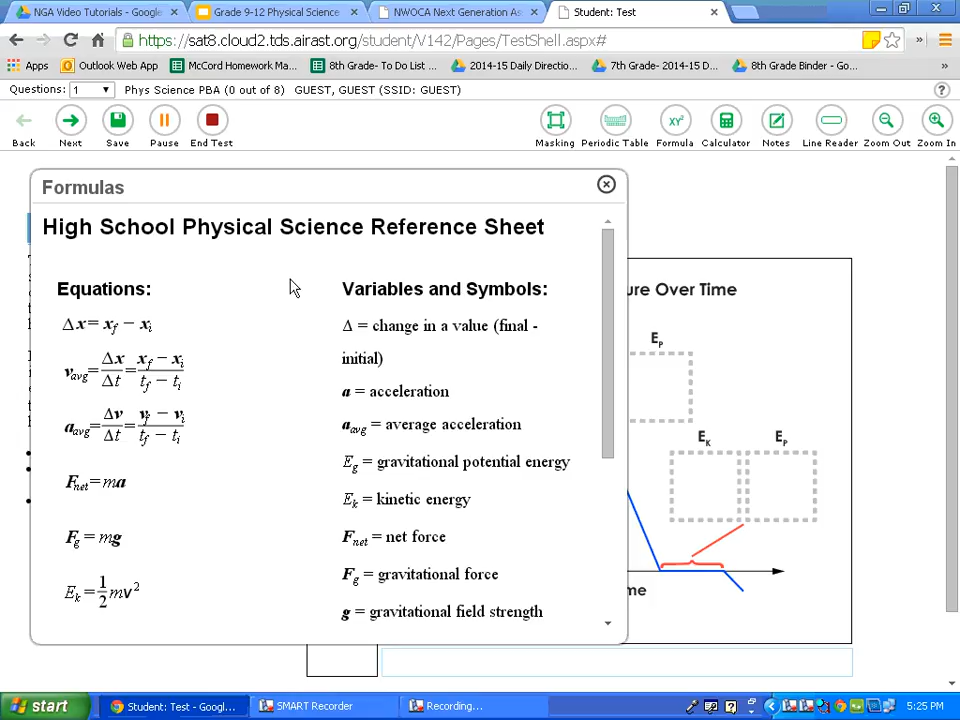 NGA Video Tutorials - Google
Grade 9-12 Physical Science
NWOCA Next Generation As
Student: Test
https://sat8.cloud2.tds.airast.org/student/V142/Pages/TestShell.aspx#
Apps
Outlook Web App
McCord Homework Ma...
8th Grade- To Do List ...
2014-15 Daily Directio...
7th Grade- 2014-15 D...
8th Grade Binder - Go...
Questions: 1
Phys Science PBA (0 out of 8)
GUEST, GUEST (SSID: GUEST)
Back
Next
Save
Pause
End Test
Masking
Periodic Table
Formula
Calculator
Notes
Line Reader
Zoom Out
Zoom In
Formulas
High School Physical Science Reference Sheet
Equations:
Δx = x_f − x_i
v_avg = Δx/Δt = (x_f − x_i)/(t_f − t_i)
a_avg = Δv/Δt = (v_f − v_i)/(t_f − t_i)
F_net = ma
F_g = mg
E_k = 1/2 mv²
Variables and Symbols:
Δ = change in a value (final -
initial)
a = acceleration
a_avg = average acceleration
E_g = gravitational potential energy
E_k = kinetic energy
F_net = net force
F_g = gravitational force
g = gravitational field strength
ure Over Time
E_P
E_K
E_P
me
start
Student: Test - Googl...
SMART Recorder
Recording...
5:25 PM